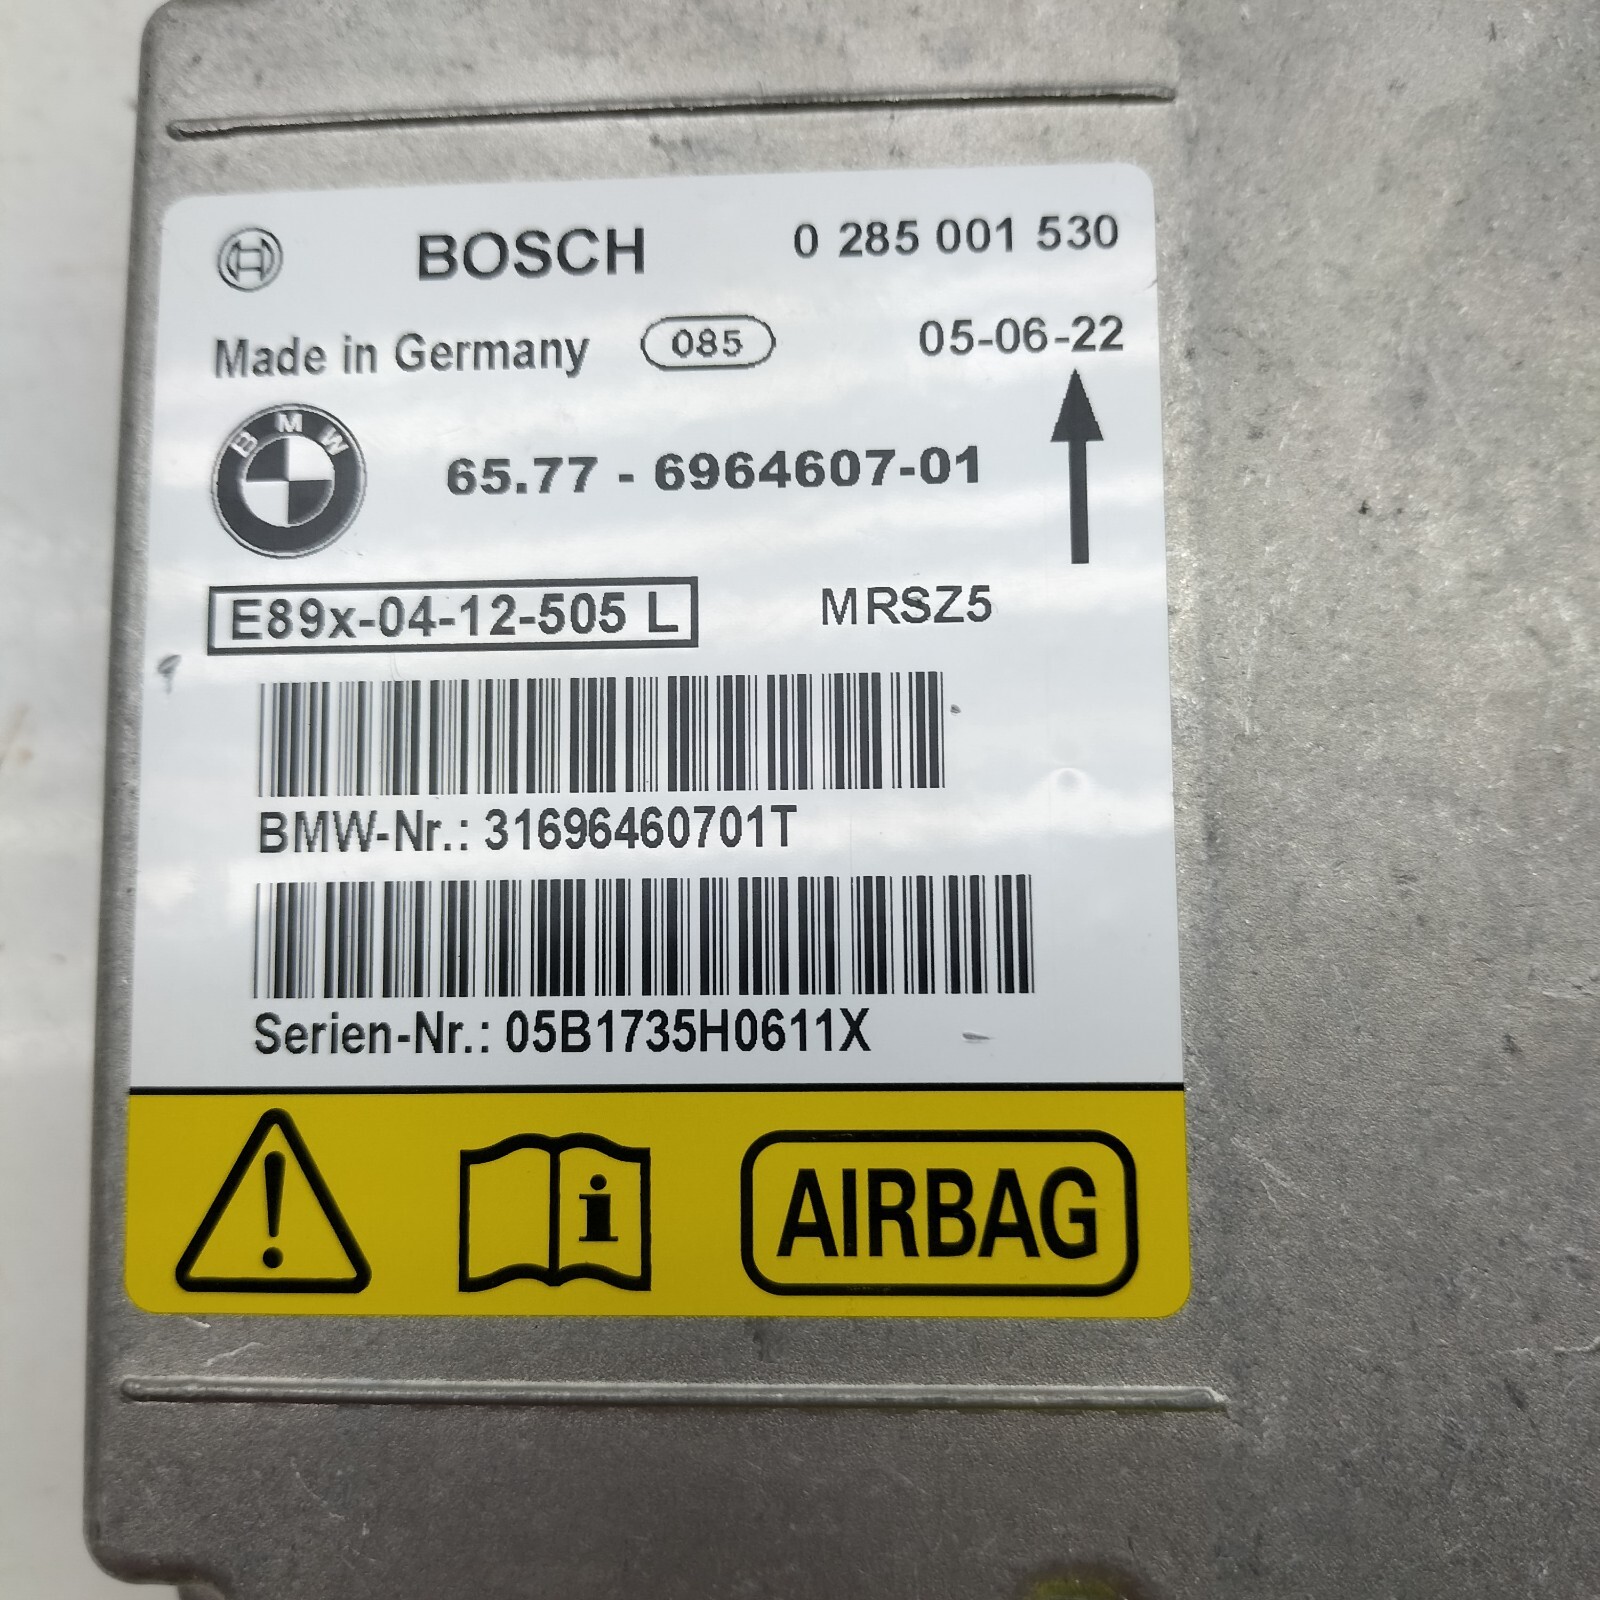 BOSCH 0 285 001 530
Made in Germany 085 05-06-22
BMW 65.77 - 6964607-01
E89x-04-12-505 L MRSZ5
BMW-Nr.: 31696460701T
Serien-Nr.: 05B1735H0611X
! i AIRBAG